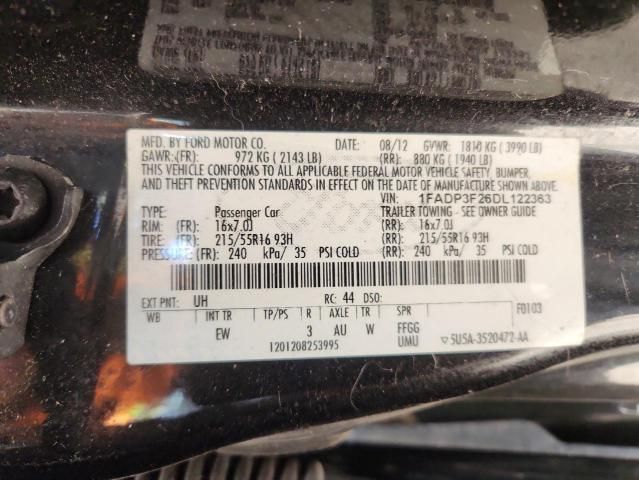 MFD. BY FORD MOTOR CO. DATE: 08/12 GVWR: 1810 KG ( 3990 LB)
GAWR: (FR): 972 KG ( 2143 LB) (RR): 880 KG ( 1940 LB)
THIS VEHICLE CONFORMS TO ALL APPLICABLE FEDERAL MOTOR VEHICLE SAFETY, BUMPER,
AND THEFT PREVENTION STANDARDS IN EFFECT ON THE DATE OF MANUFACTURE SHOWN ABOVE.
VIN: 1FADP3F26DL122363
TYPE: Passenger Car TRAILER TOWING - SEE OWNER GUIDE
RIM: (FR): 16x7.0J (RR): 16x7.0J
TIRE: (FR): 215/55R16 93H (RR): 215/55R16 93H
PRESSURE: (FR): 240 kPa/ 35 PSI COLD (RR): 240 kPa/ 35 PSI COLD
EXT PNT: UH RC: 44 DSO: F0103
WB INT TR TP/PS R AXLE TR SPR
EW 3 AU W FFGG
1201208253995 UMU ▽5U5A-3520472-AA